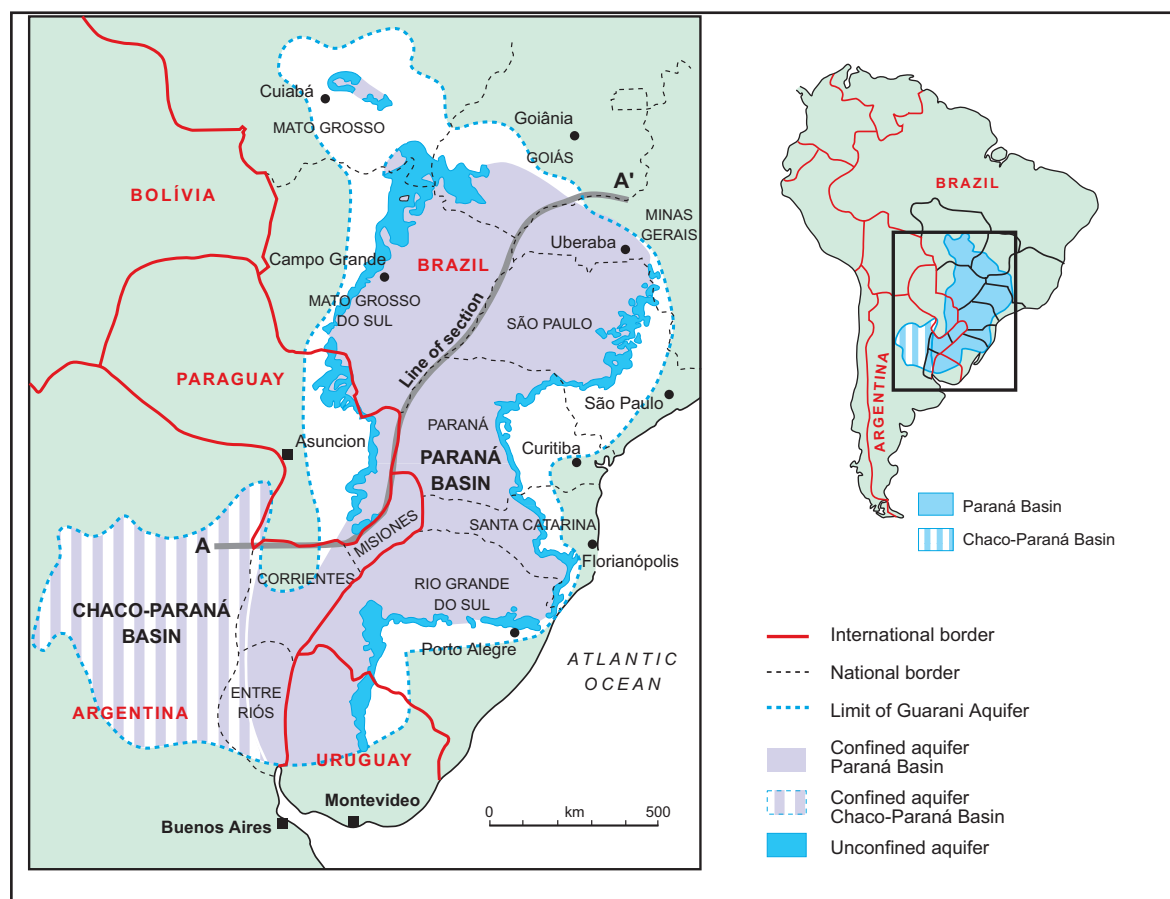 Cuiabá
MATO GROSSO
Goiânia
GOIÁS
BOLÍVIA
A'
MINAS
GERAIS
Uberaba
Campo Grande
BRAZIL
MATO GROSSO
DO SUL
Line of section
SÃO PAULO
PARAGUAY
São Paulo
PARANÁ
Asuncion
Curitiba
PARANÁ
BASIN
SANTA CATARINA
MISIONES
A
Florianópolis
CORRIENTES
RIO GRANDE
DO SUL
CHACO-PARANÁ
BASIN
Porto Alegre
ATLANTIC
OCEAN
ENTRE
RIÓS
ARGENTINA
URUGUAY
Montevideo
Buenos Aires
0 km 500
BRAZIL
ARGENTINA
Paraná Basin
Chaco-Paraná Basin
International border
National border
Limit of Guarani Aquifer
Confined aquifer
Paraná Basin
Confined aquifer
Chaco-Paraná Basin
Unconfined aquifer